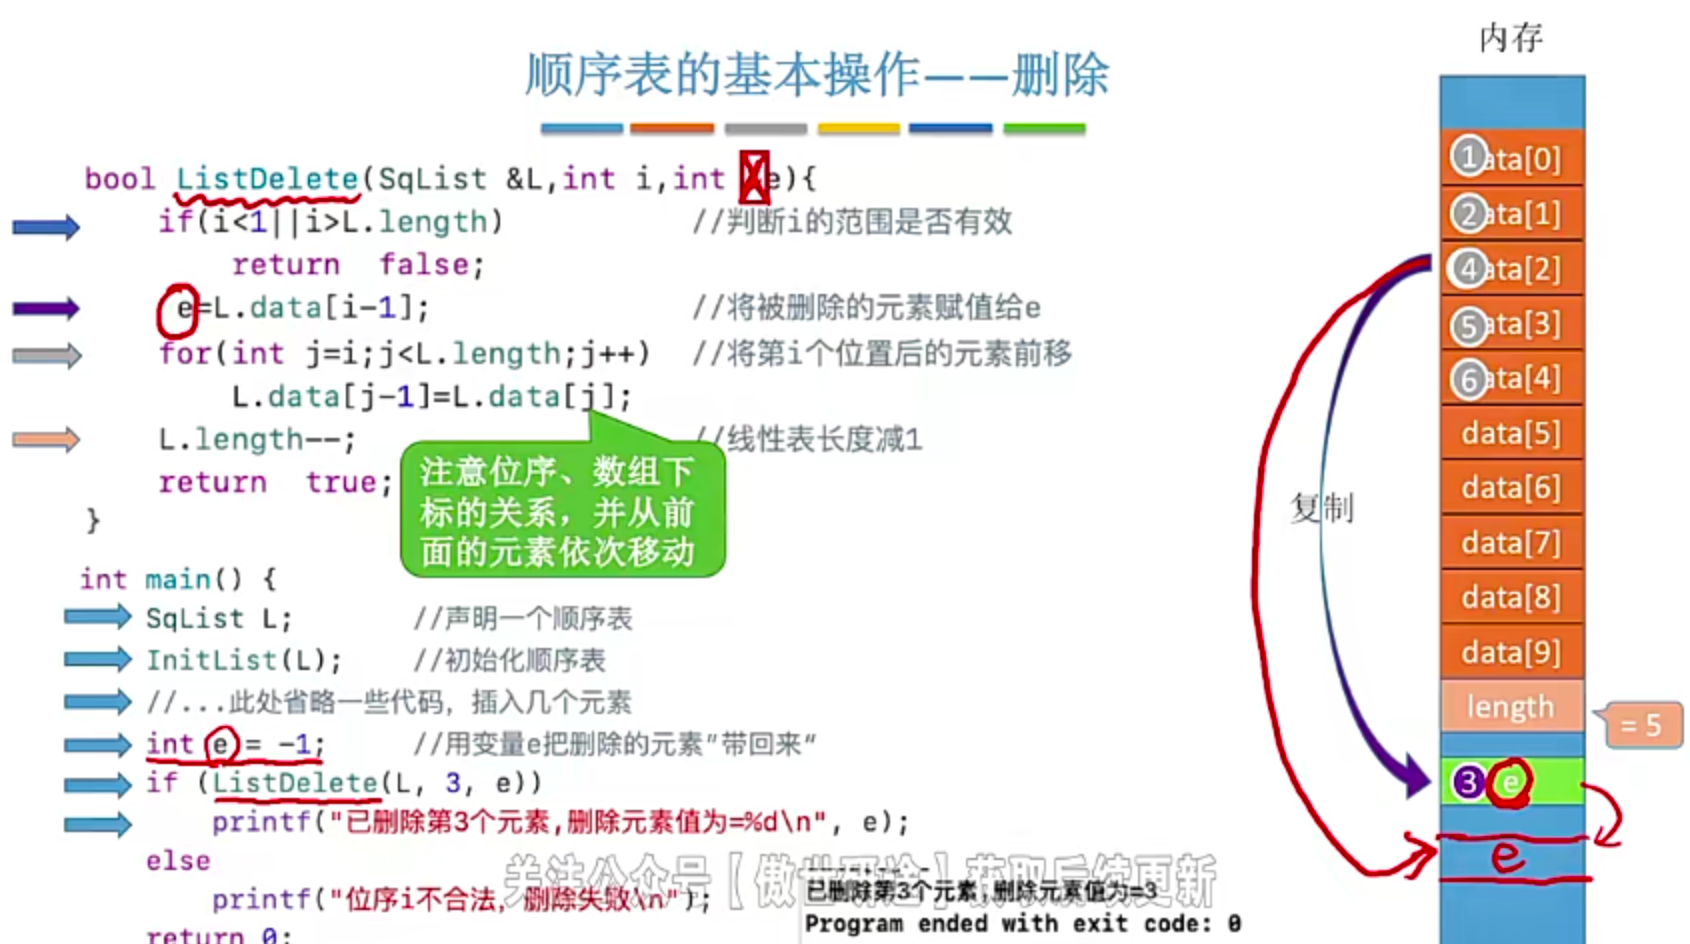 内存
顺序表的基本操作——删除
bool ListDelete(SqList &L,int i,int e){
if(i<1||i>L.length) //判断i的范围是否有效
return false;
e=L.data[i-1]; //将被删除的元素赋值给e
for(int j=i;j<L.length;j++) //将第i个位置后的元素前移
L.data[j-1]=L.data[j];
L.length--; //线性表长度减1
return true;
}
注意位序、数组下
标的关系，并从前
面的元素依次移动
int main() {
SqList L; //声明一个顺序表
InitList(L); //初始化顺序表
//...此处省略一些代码，插入几个元素
int e = -1; //用变量e把删除的元素"带回来"
if (ListDelete(L, 3, e))
printf("已删除第3个元素,删除元素值为=%d\n", e);
else
printf("位序i不合法，删除失败\n");
return 0;
关注公众号【傲世研途】获取后续更新
已删除第3个元素,删除元素值为=3
Program ended with exit code: 0
1 ata[0]
2 ata[1]
4 ata[2]
5 ata[3]
6 ata[4]
data[5]
data[6]
data[7]
data[8]
data[9]
length
= 5
复制
3 e
e